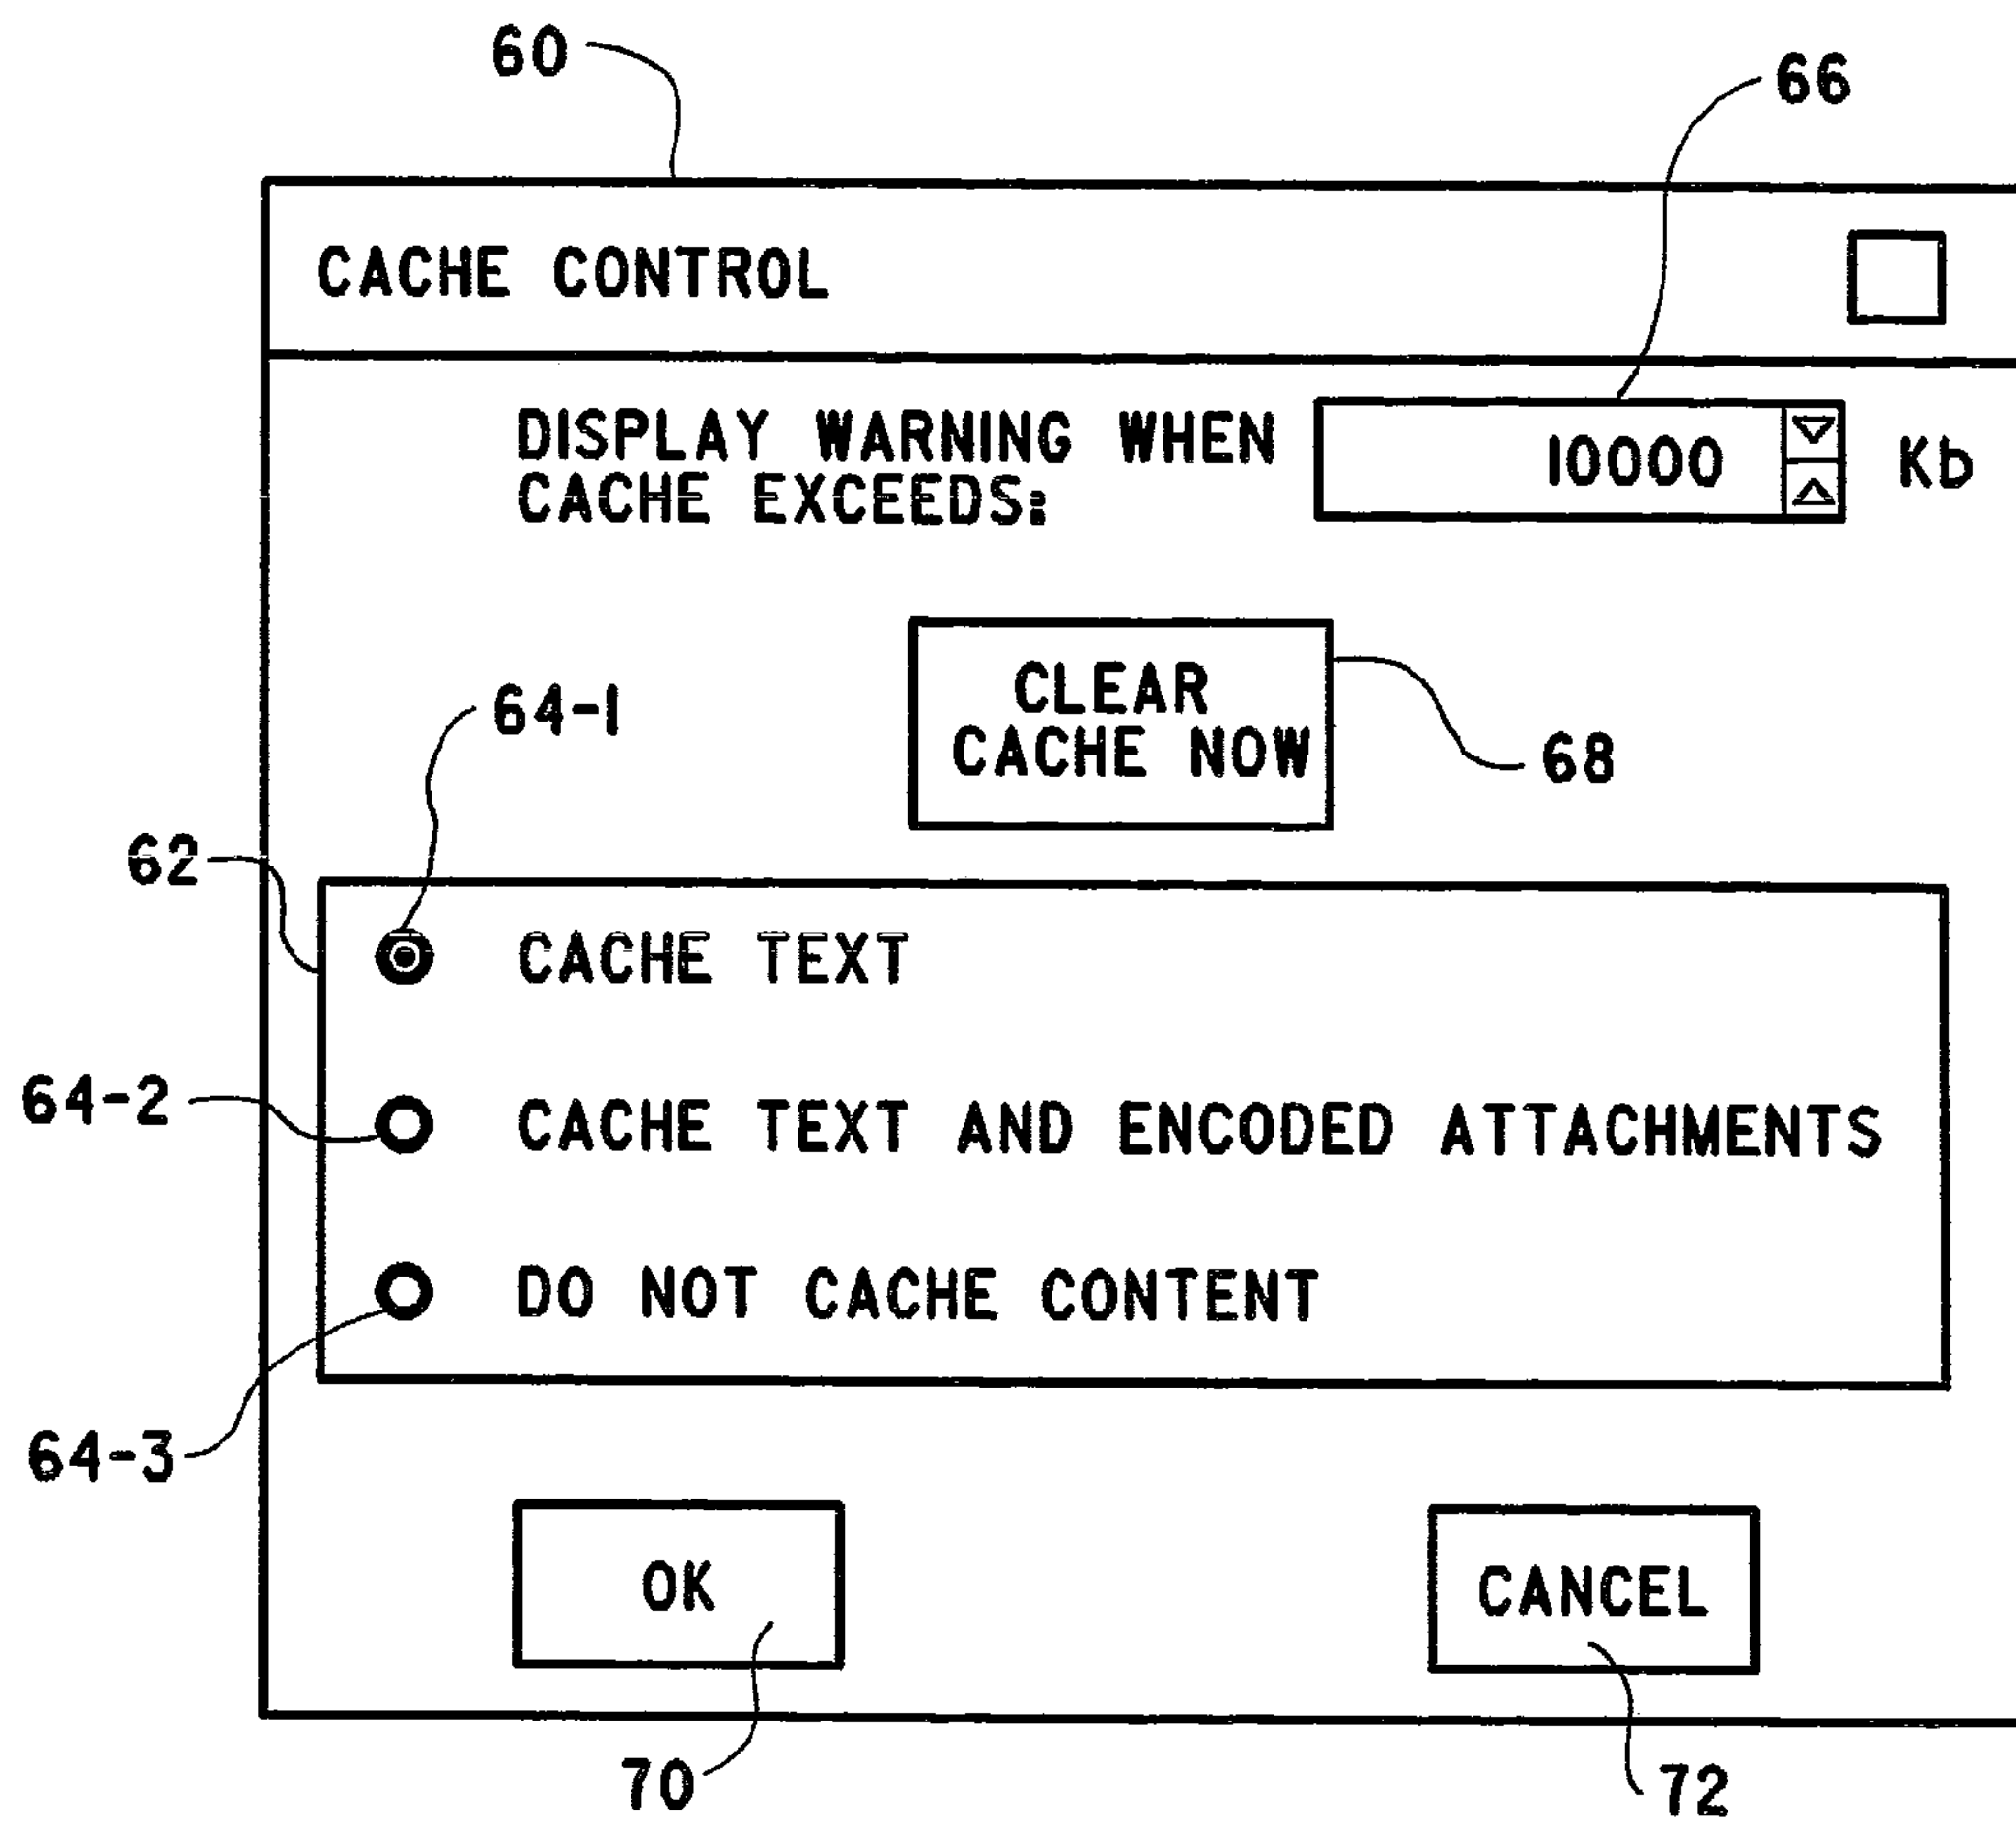 60
66
CACHE CONTROL
DISPLAY WARNING WHEN
CACHE EXCEEDS:
10000
Kb
CLEAR
CACHE NOW
64-1
68
62
CACHE TEXT
64-2
CACHE TEXT AND ENCODED ATTACHMENTS
DO NOT CACHE CONTENT
64-3
OK
CANCEL
70
72